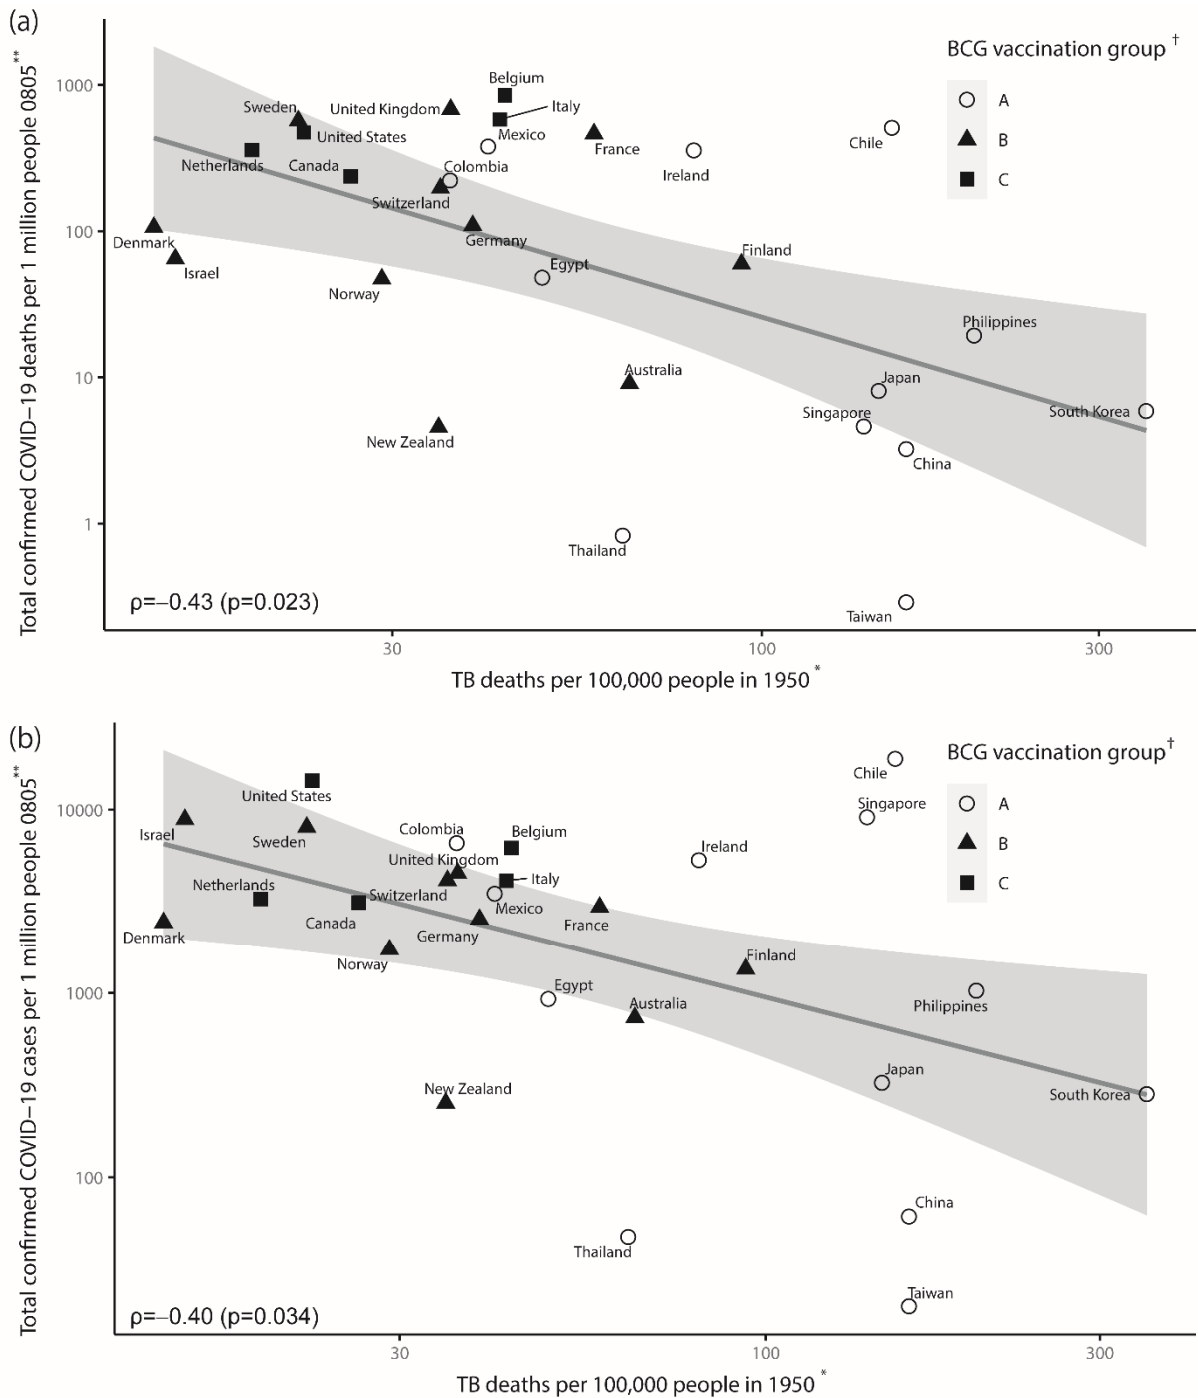 (a)
Total confirmed COVID−19 deaths per 1 million people 0805**
1000
100
10
1
BCG vaccination group†
A
B
C
Belgium
Italy
Sweden
United Kingdom
Mexico
United States
France
Chile
Netherlands
Canada
Colombia
Ireland
Switzerland
Denmark
Germany
Finland
Israel
Egypt
Norway
Philippines
Australia
Japan
Singapore
South Korea
New Zealand
China
Thailand
Taiwan
ρ=−0.43 (p=0.023)
30
100
300
TB deaths per 100,000 people in 1950*
(b)
Total confirmed COVID−19 cases per 1 million people 0805**
10000
1000
100
BCG vaccination group†
A
B
C
Chile
United States
Singapore
Israel
Sweden
Colombia
Belgium
Ireland
United Kingdom
Italy
Netherlands
Switzerland
Canada
Mexico
France
Denmark
Germany
Norway
Finland
Egypt
Australia
Philippines
Japan
New Zealand
South Korea
China
Thailand
Taiwan
ρ=−0.40 (p=0.034)
30
100
300
TB deaths per 100,000 people in 1950*